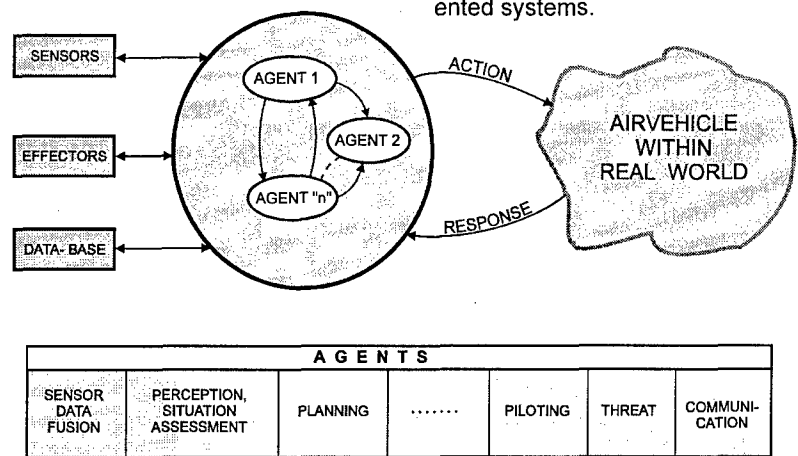 ented systems.
SENSORS
EFFECTORS
DATA-BASE
AGENT 1
AGENT 2
AGENT "n"
ACTION
RESPONSE
AIRVEHICLE
WITHIN
REAL WORLD
AGENTS
SENSOR
DATA
FUSION
PERCEPTION,
SITUATION
ASSESSMENT
PLANNING
.......
PILOTING
THREAT
COMMUNI-
CATION